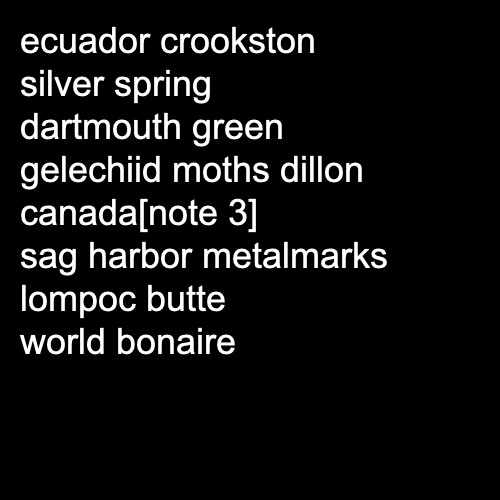 ecuador crookston
silver spring
dartmouth green
gelechiid moths dillon
canada[note 3]
sag harbor metalmarks
lompoc butte
world bonaire